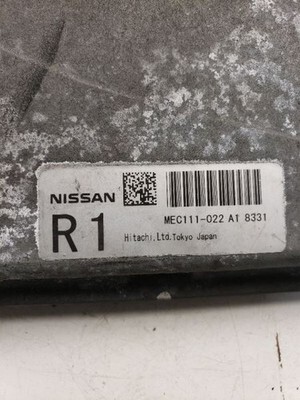 NISSAN
R1
MEC111-022 A1 8331
Hitachi,Ltd.Tokyo Japan